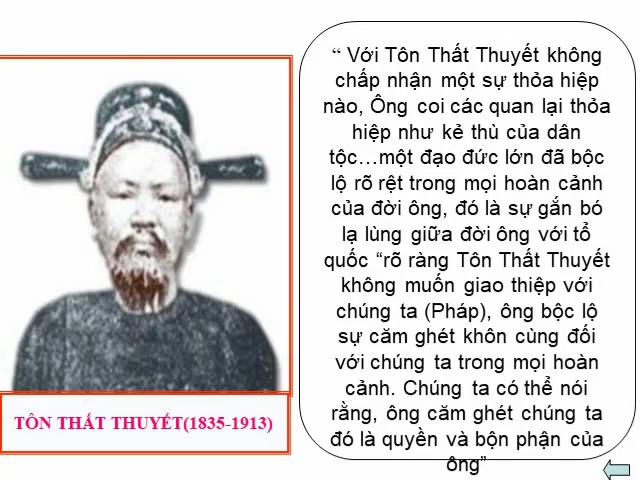 “ Với Tôn Thất Thuyết không
chấp nhận một sự thỏa hiệp
nào, Ông coi các quan lại thỏa
hiệp như kẻ thù của dân
tộc…một đạo đức lớn đã bộc
lộ rõ rệt trong mọi hoàn cảnh
của đời ông, đó là sự gắn bó
lạ lùng giữa đời ông với tổ
quốc “rõ ràng Tôn Thất Thuyết
không muốn giao thiệp với
chúng ta (Pháp), ông bộc lộ
sự căm ghét khôn cùng đối
với chúng ta trong mọi hoàn
cảnh. Chúng ta có thể nói
rằng, ông căm ghét chúng ta
đó là quyền và bộn phận của
ông”
TÔN THẤT THUYẾT(1835-1913)